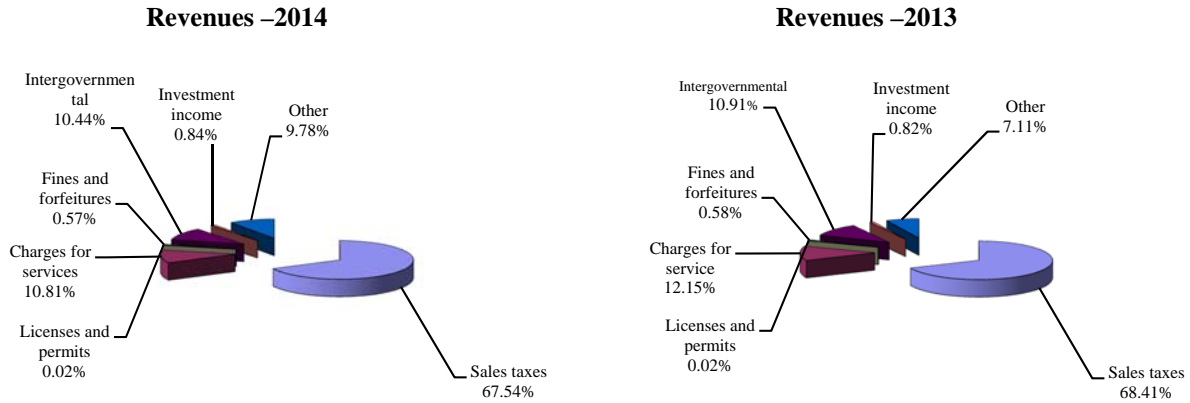 Revenues –2014
Intergovernmen
tal
10.44%
Investment
income
0.84%
Other
9.78%
Fines and
forfeitures
0.57%
Charges for
services
10.81%
Licenses and
permits
0.02%
Sales taxes
67.54%
Revenues –2013
Intergovernmental
10.91%
Investment
income
0.82%
Other
7.11%
Fines and
forfeitures
0.58%
Charges for
service
12.15%
Licenses and
permits
0.02%
Sales taxes
68.41%